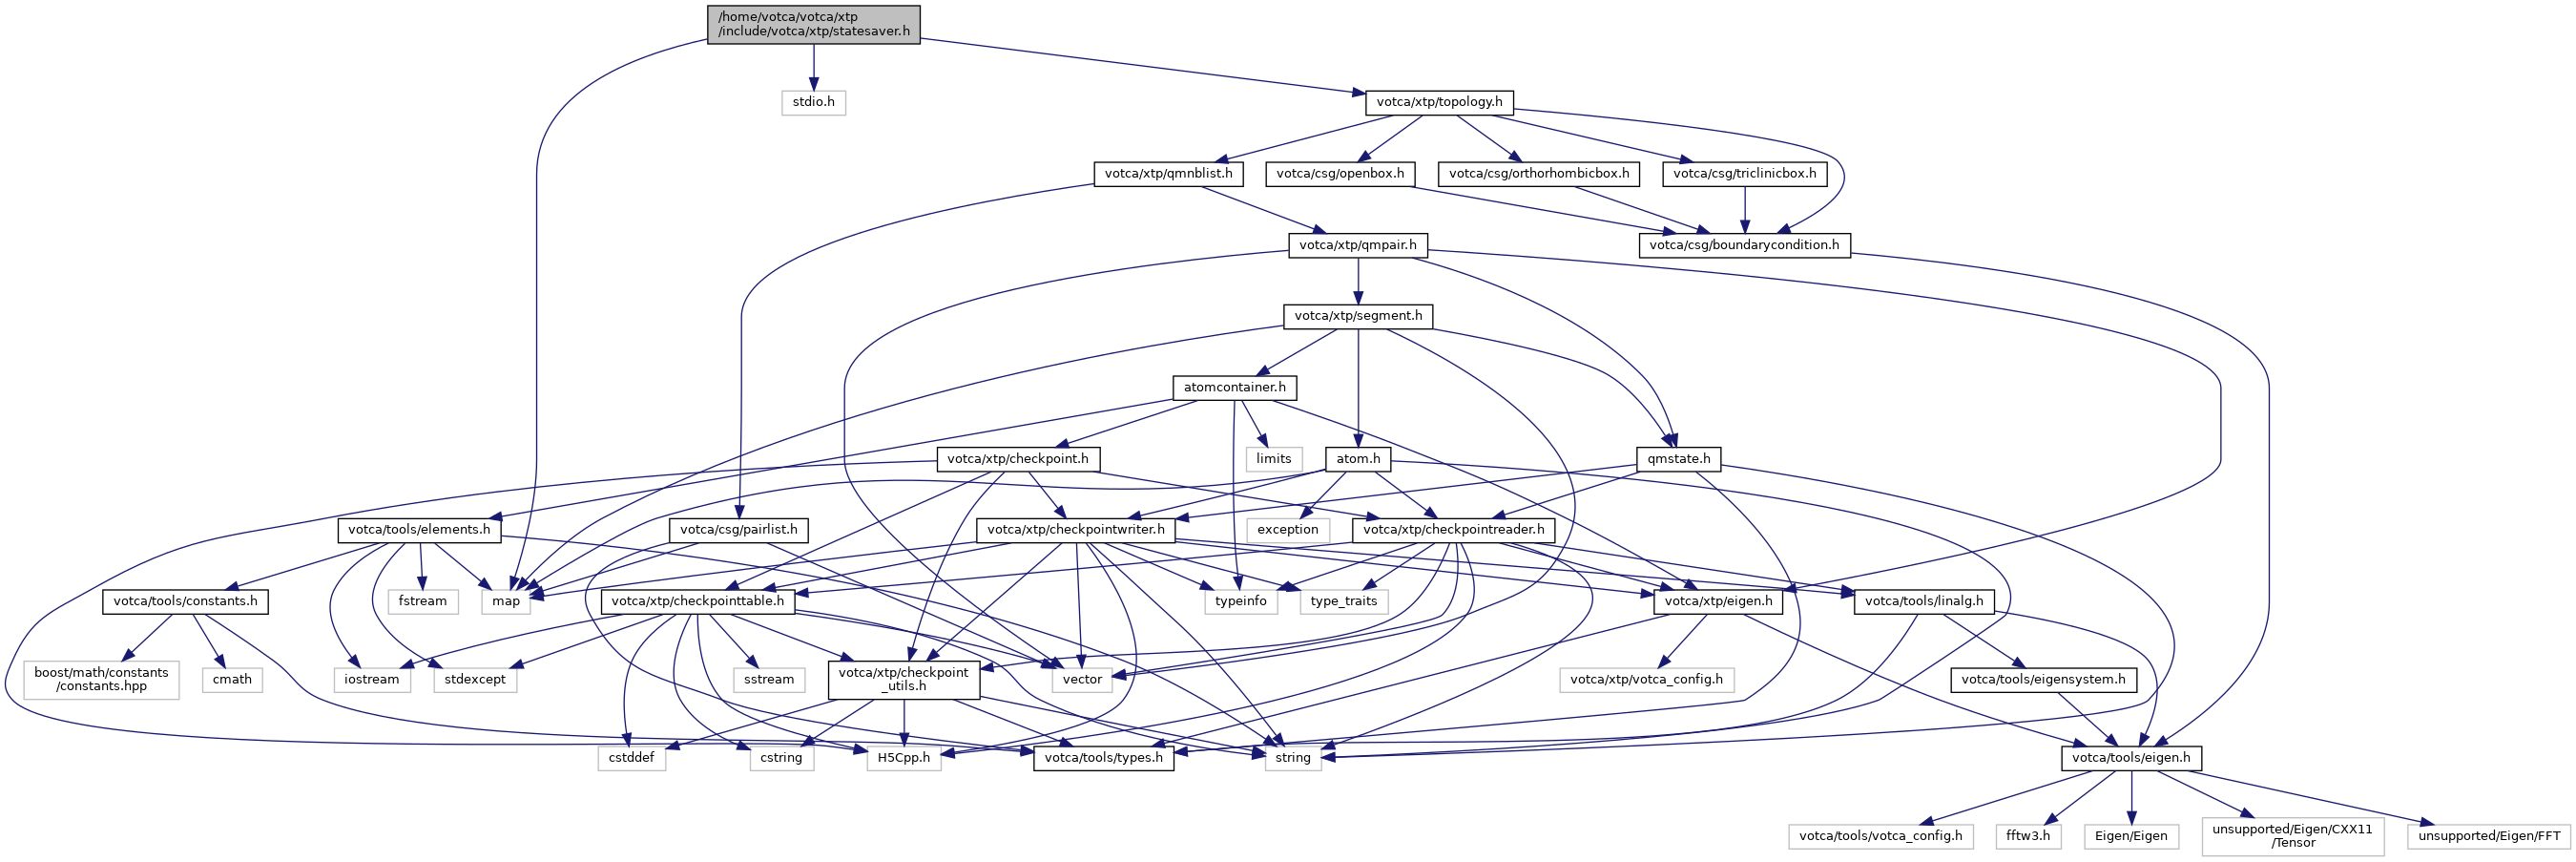 /home/votca/votca/xtp
/include/votca/xtp/statesaver.h
stdio.h
votca/xtp/topology.h
votca/xtp/qmnblist.h
votca/csg/openbox.h
votca/csg/orthorhombicbox.h
votca/csg/triclinicbox.h
votca/xtp/qmpair.h
votca/csg/boundarycondition.h
votca/xtp/segment.h
atomcontainer.h
votca/xtp/checkpoint.h
limits
atom.h
qmstate.h
votca/tools/elements.h
votca/csg/pairlist.h
votca/xtp/checkpointwriter.h
exception
votca/xtp/checkpointreader.h
votca/tools/constants.h
fstream
map
votca/xtp/checkpointtable.h
typeinfo
type_traits
votca/xtp/eigen.h
votca/tools/linalg.h
boost/math/constants
/constants.hpp
cmath
iostream
stdexcept
sstream
votca/xtp/checkpoint
_utils.h
vector
votca/xtp/votca_config.h
votca/tools/eigensystem.h
cstddef
cstring
H5Cpp.h
votca/tools/types.h
string
votca/tools/eigen.h
votca/tools/votca_config.h
fftw3.h
Eigen/Eigen
unsupported/Eigen/CXX11
/Tensor
unsupported/Eigen/FFT